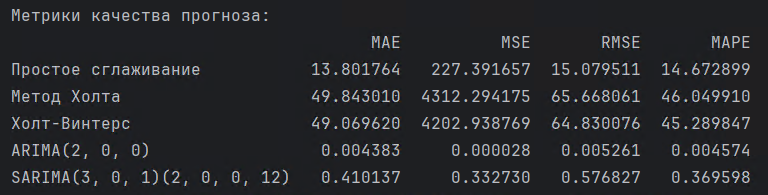 Метрики качества прогноза:
MAE MSE RMSE MAPE
Простое сглаживание 13.801764 227.391657 15.079511 14.672899
Метод Холта 49.843010 4312.294175 65.668061 46.049910
Холт-Винтерс 49.069620 4202.938769 64.830076 45.289847
ARIMA(2, 0, 0) 0.004383 0.000028 0.005261 0.004574
SARIMA(3, 0, 1)(2, 0, 0, 12) 0.410137 0.332730 0.576827 0.369598